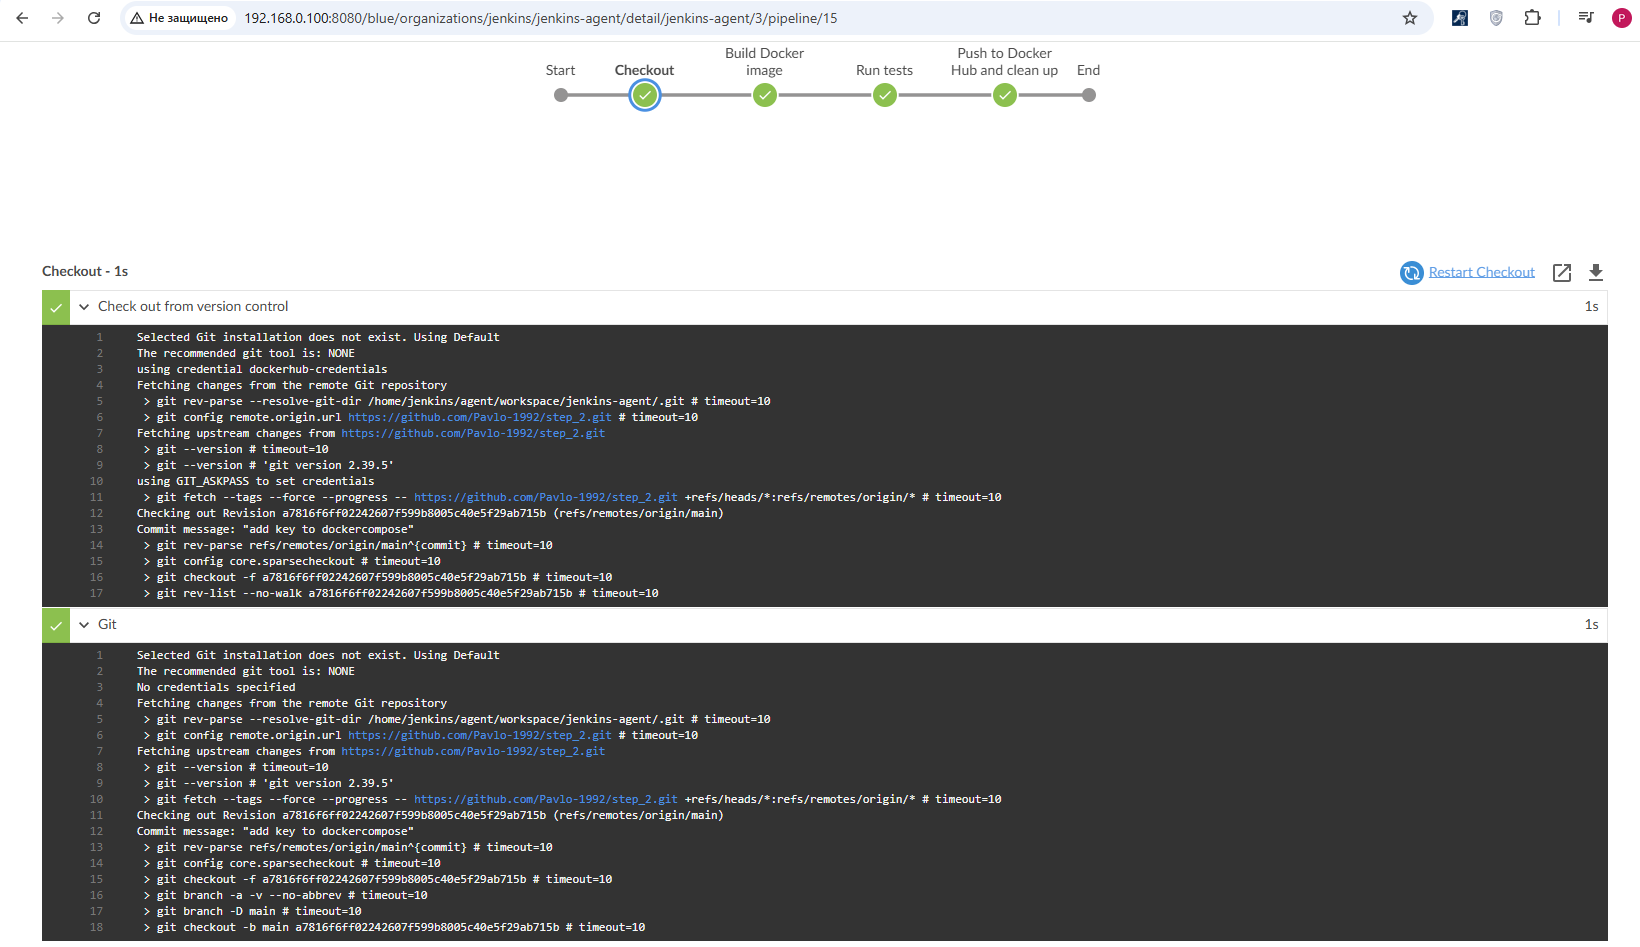 Не защищено
192.168.0.100:8080/blue/organizations/jenkins/jenkins-agent/detail/jenkins-agent/3/pipeline/15
P
Start
Checkout
Build Docker
image
Run tests
Push to Docker
Hub and clean up
End
Checkout - 1s
Restart Checkout
Check out from version control
1s
1 Selected Git installation does not exist. Using Default
2 The recommended git tool is: NONE
3 using credential dockerhub-credentials
4 Fetching changes from the remote Git repository
5 > git rev-parse --resolve-git-dir /home/jenkins/agent/workspace/jenkins-agent/.git # timeout=10
6 > git config remote.origin.url https://github.com/Pavlo-1992/step_2.git # timeout=10
7 Fetching upstream changes from https://github.com/Pavlo-1992/step_2.git
8 > git --version # timeout=10
9 > git --version # 'git version 2.39.5'
10 using GIT_ASKPASS to set credentials
11 > git fetch --tags --force --progress -- https://github.com/Pavlo-1992/step_2.git +refs/heads/*:refs/remotes/origin/* # timeout=10
12 Checking out Revision a7816f6ff02242607f599b8005c40e5f29ab715b (refs/remotes/origin/main)
13 Commit message: "add key to dockercompose"
14 > git rev-parse refs/remotes/origin/main^{commit} # timeout=10
15 > git config core.sparsecheckout # timeout=10
16 > git checkout -f a7816f6ff02242607f599b8005c40e5f29ab715b # timeout=10
17 > git rev-list --no-walk a7816f6ff02242607f599b8005c40e5f29ab715b # timeout=10
Git
1s
1 Selected Git installation does not exist. Using Default
2 The recommended git tool is: NONE
3 No credentials specified
4 Fetching changes from the remote Git repository
5 > git rev-parse --resolve-git-dir /home/jenkins/agent/workspace/jenkins-agent/.git # timeout=10
6 > git config remote.origin.url https://github.com/Pavlo-1992/step_2.git # timeout=10
7 Fetching upstream changes from https://github.com/Pavlo-1992/step_2.git
8 > git --version # timeout=10
9 > git --version # 'git version 2.39.5'
10 > git fetch --tags --force --progress -- https://github.com/Pavlo-1992/step_2.git +refs/heads/*:refs/remotes/origin/* # timeout=10
11 Checking out Revision a7816f6ff02242607f599b8005c40e5f29ab715b (refs/remotes/origin/main)
12 Commit message: "add key to dockercompose"
13 > git rev-parse refs/remotes/origin/main^{commit} # timeout=10
14 > git config core.sparsecheckout # timeout=10
15 > git checkout -f a7816f6ff02242607f599b8005c40e5f29ab715b # timeout=10
16 > git branch -a -v --no-abbrev # timeout=10
17 > git branch -D main # timeout=10
18 > git checkout -b main a7816f6ff02242607f599b8005c40e5f29ab715b # timeout=10